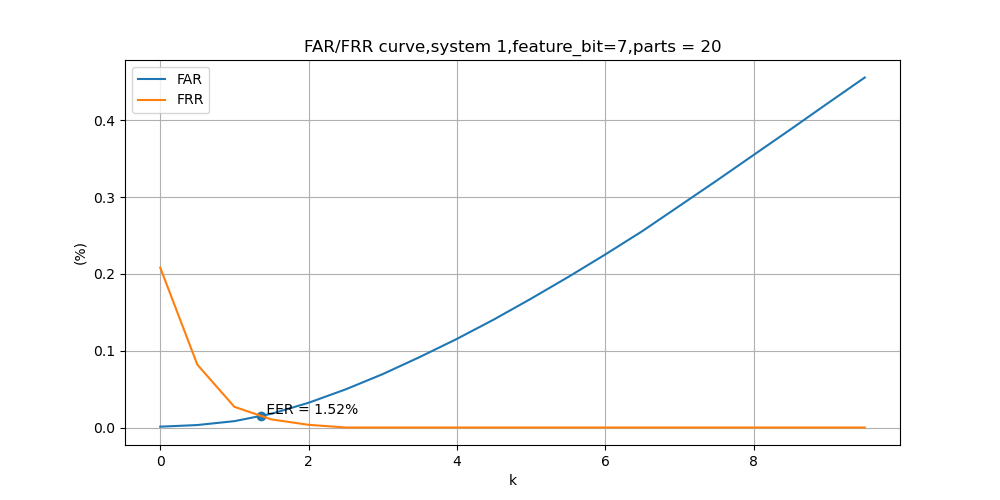 FAR/FRR curve,system 1,feature_bit=7,parts = 20
FAR
FRR
0.4
0.3
(%)
0.2
0.1
EER = 1.52%
0.0
0 2 4 6 8
k